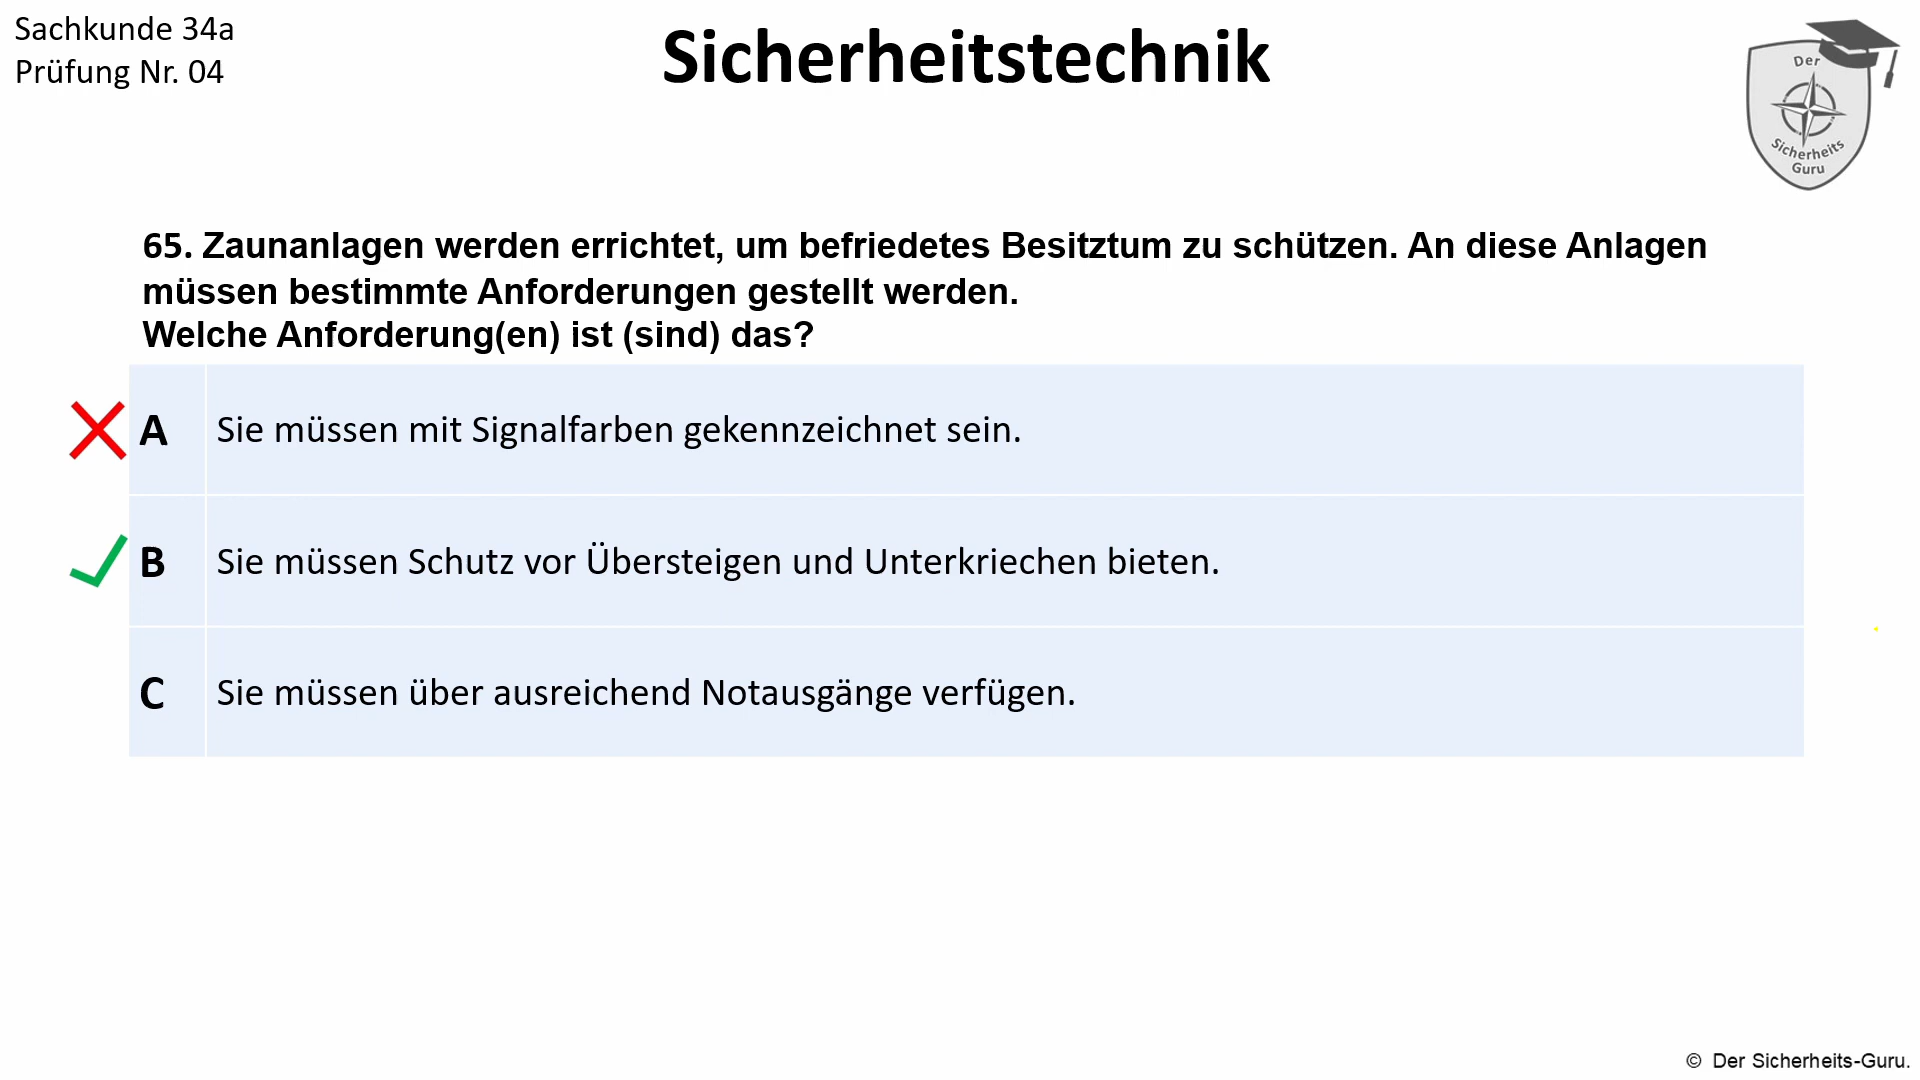 Sachkunde 34a
Prüfung Nr. 04
Sicherheitstechnik
Der
Sicherheits
Guru
65. Zaunanlagen werden errichtet, um befriedetes Besitztum zu schützen. An diese Anlagen
müssen bestimmte Anforderungen gestellt werden.
Welche Anforderung(en) ist (sind) das?
A Sie müssen mit Signalfarben gekennzeichnet sein.
B Sie müssen Schutz vor Übersteigen und Unterkriechen bieten.
C Sie müssen über ausreichend Notausgänge verfügen.
© Der Sicherheits-Guru.